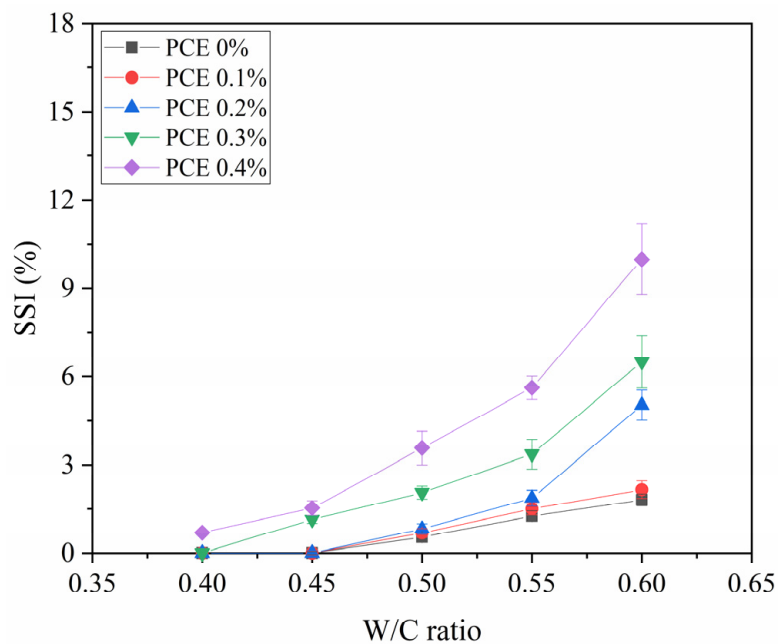 18
15
12
9
6
3
0
SSI (%)
PCE 0%
PCE 0.1%
PCE 0.2%
PCE 0.3%
PCE 0.4%
0.35 0.40 0.45 0.50 0.55 0.60 0.65
W/C ratio